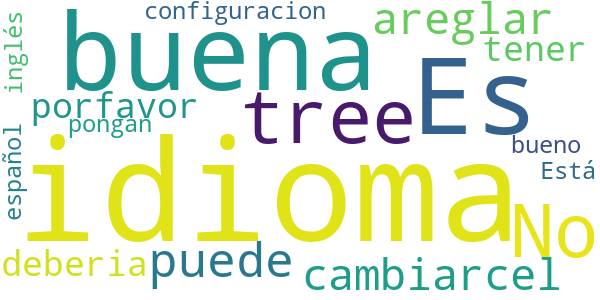 configuracion
inglés
buena
areglar
tener
Es
porfavor
tree
pongan
bueno
español
idioma
Está
No
deberia
puede
cambiarcel